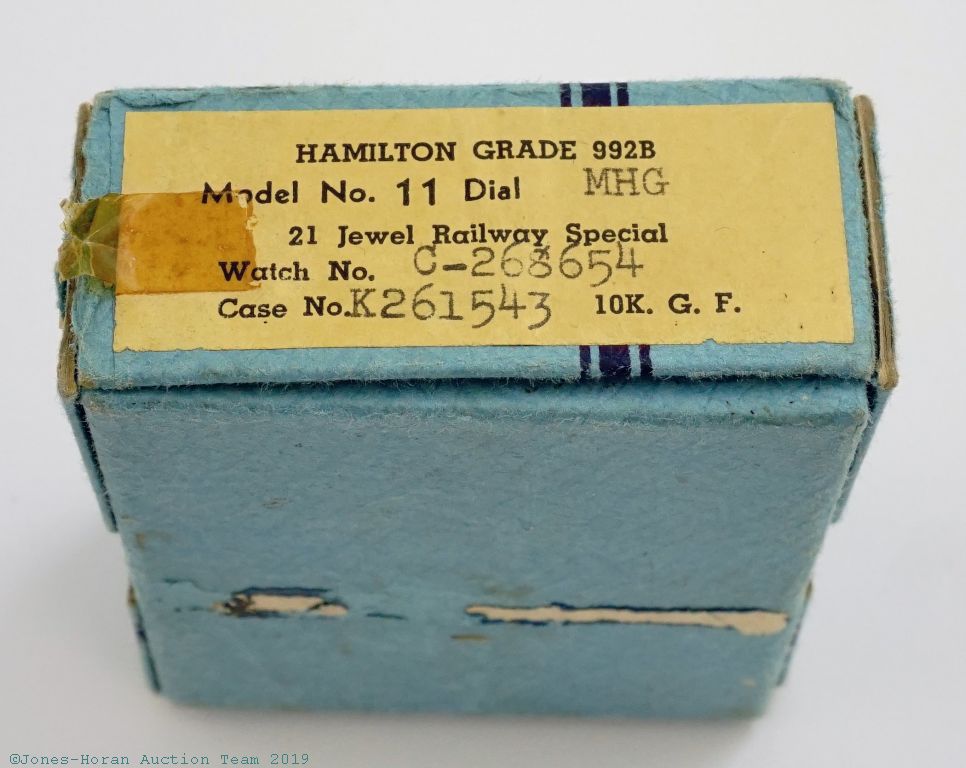 HAMILTON GRADE 992B
Model No. 11 Dial MHG
21 Jewel Railway Special
Watch No. C-268654
Case No. K261543 10K. G. F.
©Jones-Horan Auction Team 2019